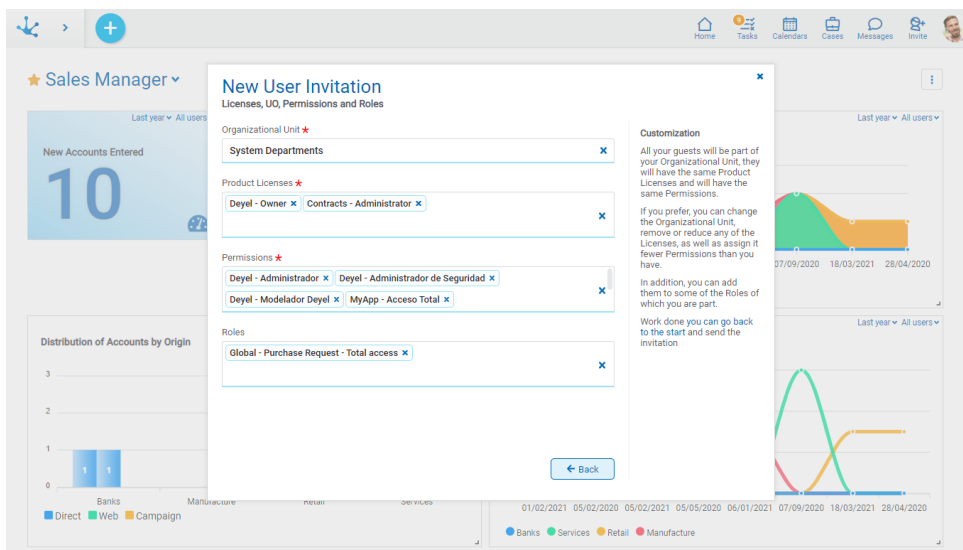 Home
6
Tasks
Calendars
Cases
Messages
Invite
Sales Manager
Last year All users
New Accounts Entered
10
New User Invitation
Licenses, UO, Permissions and Roles
Organizational Unit *
System Departments
Product Licenses *
Deyel - Owner × Contracts - Administrator ×
Permissions *
Deyel - Administrador × Deyel - Administrador de Seguridad ×
Deyel - Modelador Deyel × MyApp - Acceso Total ×
Roles
Global - Purchase Request - Total access ×
← Back
Customization
All your guests will be part of
your Organizational Unit, they
will have the same Product
Licenses and will have the
same Permissions.
If you prefer, you can change
the Organizational Unit,
remove or reduce any of the
Licenses, as well as assign it
fewer Permissions than you
have.
In addition, you can add
them to some of the Roles of
which you are part.
Work done you can go back
to the start and send the
invitation
Last year All users
07/09/2020 18/03/2021 28/04/2020
Distribution of Accounts by Origin
3
2
1
0
1 1
Banks Manufacture Retail Services
Direct Web Campaign
Last year All users
01/02/2021 05/02/2020 05/02/2021 05/05/2020 06/01/2021 07/09/2020 18/03/2021 28/04/2021
Banks Services Retail Manufacture